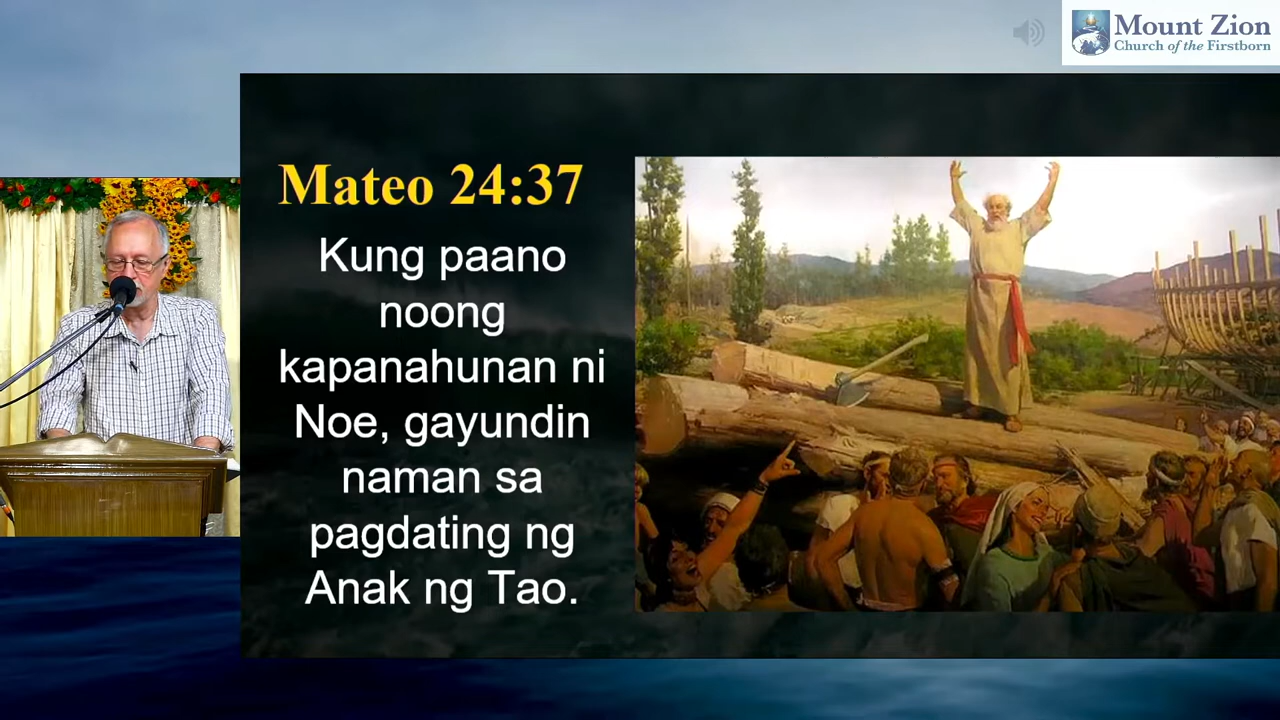 Mount Zion
Church of the Firstborn
Mateo 24:37
Kung paano
noong
kapanahunan ni
Noe, gayundin
naman sa
pagdating ng
Anak ng Tao.